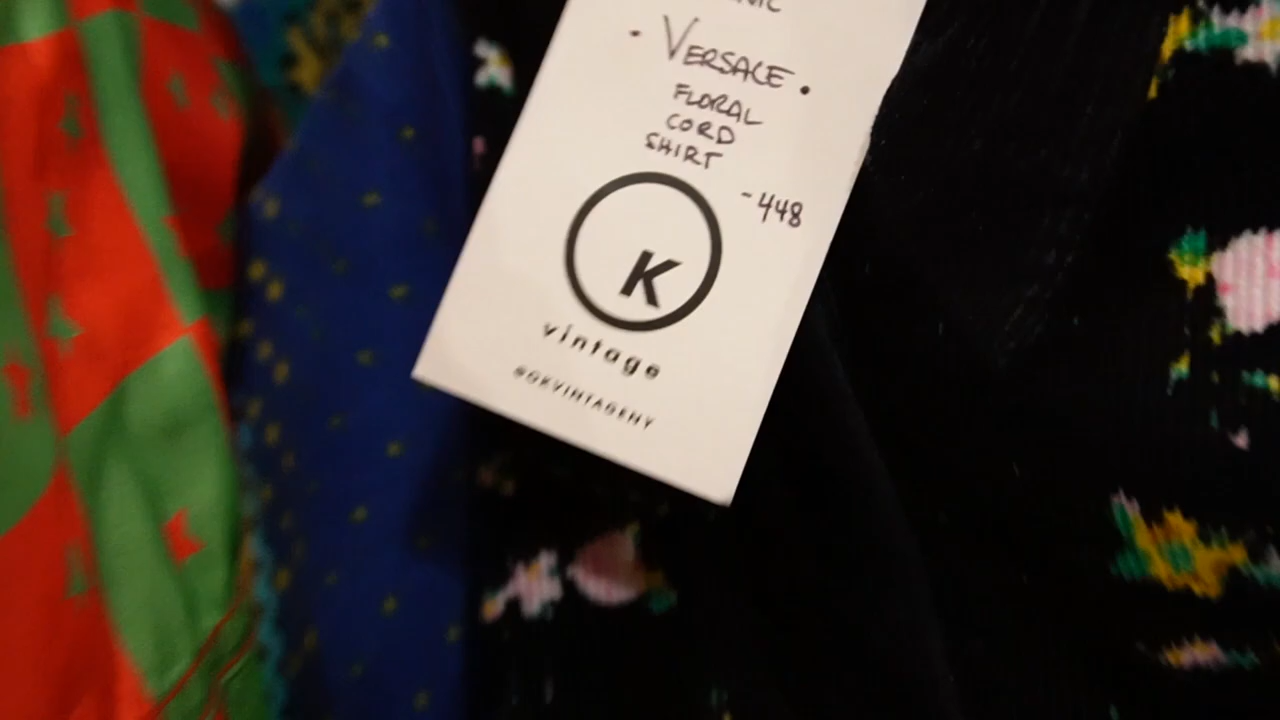 • VERSACE •
FLORAL
CORD
SHIRT
-448
K
vintage
@OKVINTAGENY